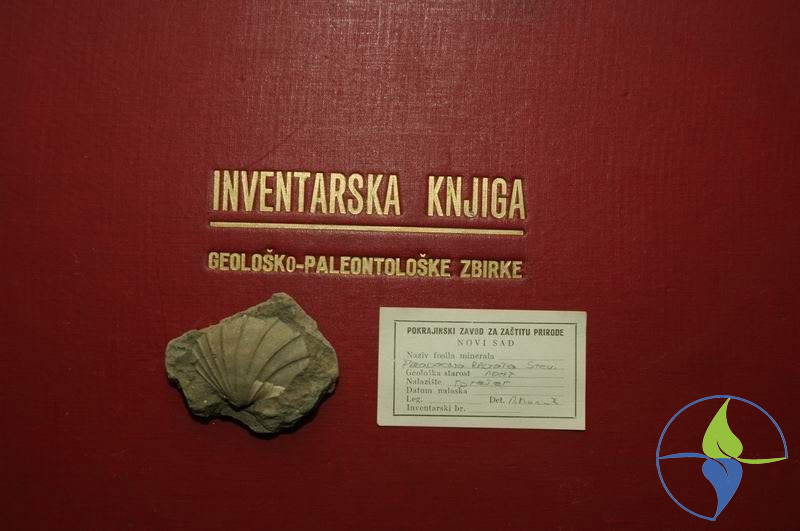 INVENTARSKA KNJIGA
GEOLOŠKO-PALEONTOLOŠKE ZBIRKE
POKRAJINSKI ZAVOD ZA ZAŠTITU PRIRODE
NOVI SAD
Naziv fosila minerala
Geološka starost
Nalazište
Datum nalaska
Leg. Det.
Inventarski br.